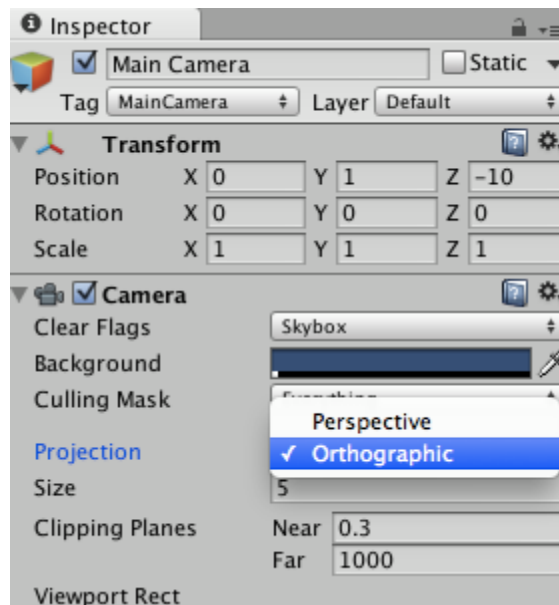 Inspector
Main Camera Static
Tag MainCamera Layer Default
Transform
Position X 0 Y 1 Z -10
Rotation X 0 Y 0 Z 0
Scale X 1 Y 1 Z 1
Camera
Clear Flags Skybox
Background
Culling Mask Everything
Perspective
Projection ✓ Orthographic
Size 5
Clipping Planes Near 0.3
Far 1000
Viewport Rect